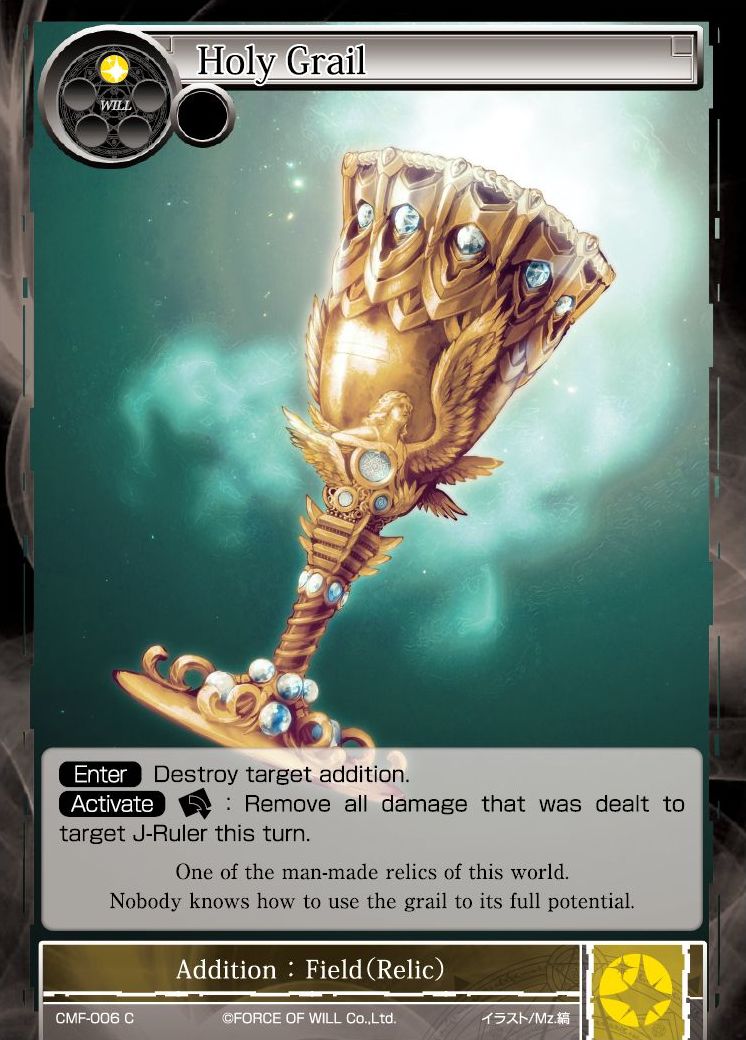 Holy Grail
WILL
Enter Destroy target addition.
Activate : Remove all damage that was dealt to
target J-Ruler this turn.
One of the man-made relics of this world.
Nobody knows how to use the grail to its full potential.
Addition : Field(Relic)
CMF-006 C ©FORCE OF WILL Co.,Ltd. イラスト/Mz.縞